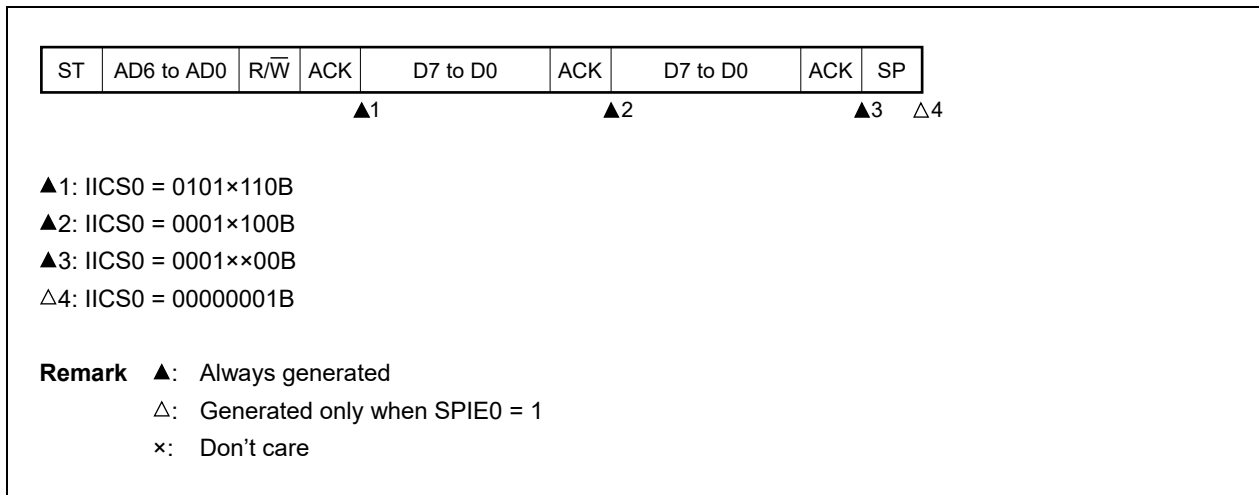 ST AD6 to AD0 R/W̅ ACK D7 to D0 ACK D7 to D0 ACK SP
▲1 ▲2 ▲3 △4
▲1: IICS0 = 0101×110B
▲2: IICS0 = 0001×100B
▲3: IICS0 = 0001××00B
△4: IICS0 = 00000001B
Remark ▲: Always generated
△: Generated only when SPIE0 = 1
×: Don’t care